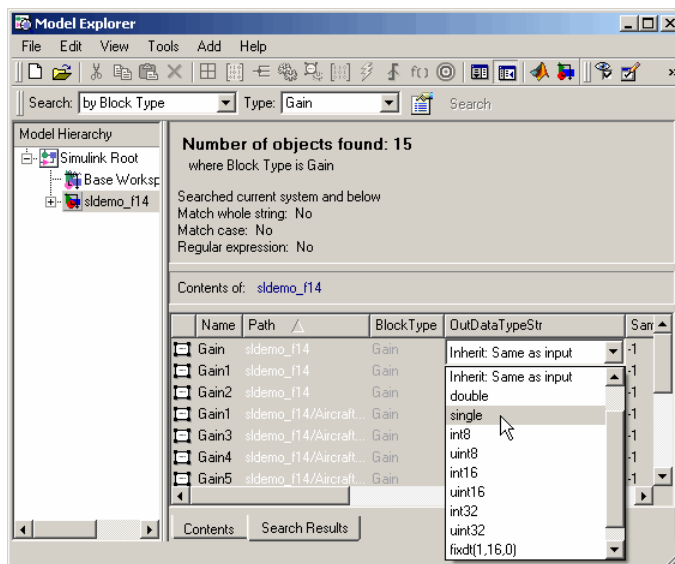 Model Explorer
File Edit View Tools Add Help
Search: by Block Type Type: Gain Search
Model Hierarchy
Simulink Root
Base Worksp
sldemo_f14
Number of objects found: 15
where Block Type is Gain
Searched current system and below
Match whole string: No
Match case: No
Regular expression: No
Contents of: sldemo_f14
Name Path BlockType OutDataTypeStr Sam
Gain sldemo_f14 Gain Inherit: Same as input -1
Gain1 sldemo_f14 Gain -1
Gain2 sldemo_f14 Gain -1
Gain1 sldemo_f14/Aircraft... Gain -1
Gain3 sldemo_f14/Aircraft... Gain -1
Gain4 sldemo_f14/Aircraft... Gain -1
Gain5 sldemo_f14/Aircraft... Gain -1
Inherit: Same as input
double
single
int8
uint8
int16
uint16
int32
uint32
fixdt(1,16,0)
Contents Search Results